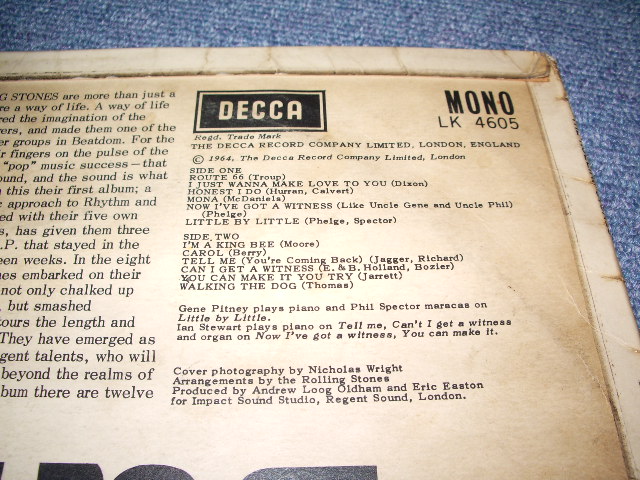 G STONES are more than just a
re a way of life. A way of life
red the imagination of the
ers, and made them one of the
er groups in Beatdom. For the
r fingers on the pulse of the
"pop" music success—that
ound, and the sound is what
n this their first album; a
c approach to Rhythm and
ed with their five own
s, has given them three
.P. that stayed in the
een weeks. In the eight
nes embarked on their
not only chalked up
, but smashed
tours the length and
They have emerged as
gent talents, who will
beyond the realms of
lbum there are twelve
DECCA
Regd. Trade Mark
MONO
LK 4605
THE DECCA RECORD COMPANY LIMITED, LONDON, ENGLAND
© 1964, The Decca Record Company Limited, London
SIDE ONE
ROUTE 66 (Troup)
I JUST WANNA MAKE LOVE TO YOU (Dixon)
HONEST I DO (Hurran, Calvert)
MONA (McDaniels)
NOW I'VE GOT A WITNESS (Like Uncle Gene and Uncle Phil)
(Phelge)
LITTLE BY LITTLE (Phelge, Spector)
SIDE TWO
I'M A KING BEE (Moore)
CAROL (Berry)
TELL ME (You're Coming Back) (Jagger, Richard)
CAN I GET A WITNESS (E. & B. Holland, Bozier)
YOU CAN MAKE IT YOU TRY (Jarrett)
WALKING THE DOG (Thomas)
Gene Pitney plays piano and Phil Spector maracas on
Little by Little.
Ian Stewart plays piano on Tell me, Can't I get a witness
and organ on Now I've got a witness, You can make it.
Cover photography by Nicholas Wright
Arrangements by the Rolling Stones
Produced by Andrew Loog Oldham and Eric Easton
for Impact Sound Studio, Regent Sound, London.